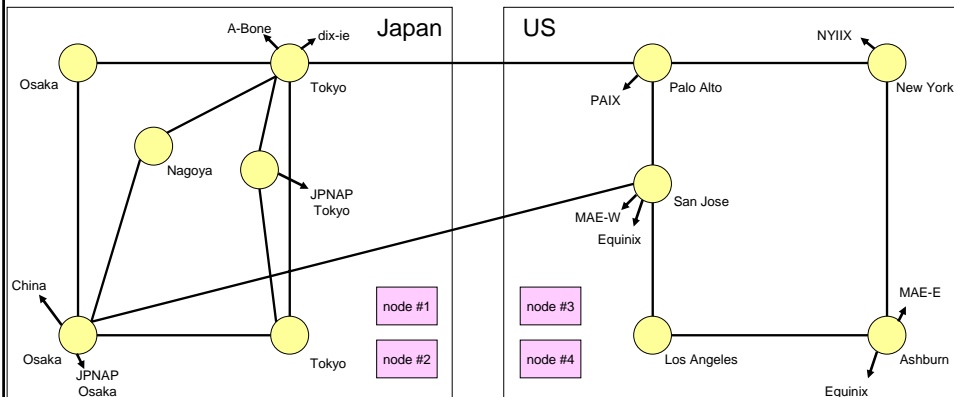 Japan
US
A-Bone
dix-ie
NYIIX
Osaka
Tokyo
Palo Alto
New York
PAIX
Nagoya
JPNAP
Tokyo
San Jose
MAE-W
Equinix
China
node #1
node #3
MAE-E
node #2
node #4
Osaka
Tokyo
Los Angeles
Ashburn
JPNAP
Osaka
Equinix